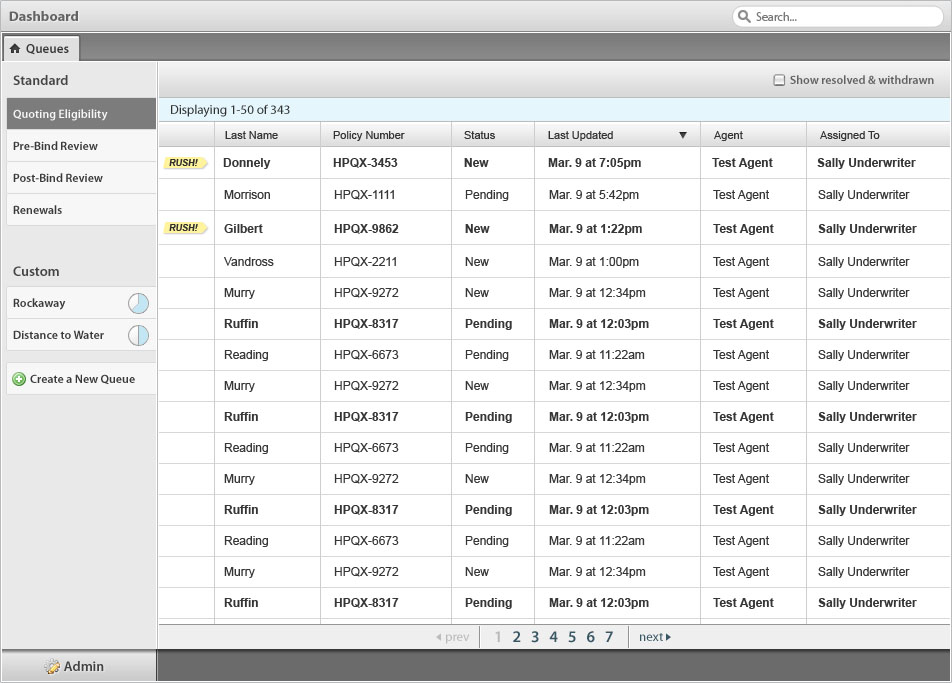 Dashboard
Search...
Queues
Standard
Show resolved & withdrawn
Quoting Eligibility
Pre-Bind Review
Post-Bind Review
Renewals
Custom
Rockaway
Distance to Water
Create a New Queue
Displaying 1-50 of 343
Last Name Policy Number Status Last Updated Agent Assigned To
RUSH! Donnely HPQX-3453 New Mar. 9 at 7:05pm Test Agent Sally Underwriter
Morrison HPQX-1111 Pending Mar. 9 at 5:42pm Test Agent Sally Underwriter
RUSH! Gilbert HPQX-9862 New Mar. 9 at 1:22pm Test Agent Sally Underwriter
Vandross HPQX-2211 New Mar. 9 at 1:00pm Test Agent Sally Underwriter
Murry HPQX-9272 New Mar. 9 at 12:34pm Test Agent Sally Underwriter
Ruffin HPQX-8317 Pending Mar. 9 at 12:03pm Test Agent Sally Underwriter
Reading HPQX-6673 Pending Mar. 9 at 11:22am Test Agent Sally Underwriter
Murry HPQX-9272 New Mar. 9 at 12:34pm Test Agent Sally Underwriter
Ruffin HPQX-8317 Pending Mar. 9 at 12:03pm Test Agent Sally Underwriter
Reading HPQX-6673 Pending Mar. 9 at 11:22am Test Agent Sally Underwriter
Murry HPQX-9272 New Mar. 9 at 12:34pm Test Agent Sally Underwriter
Ruffin HPQX-8317 Pending Mar. 9 at 12:03pm Test Agent Sally Underwriter
Reading HPQX-6673 Pending Mar. 9 at 11:22am Test Agent Sally Underwriter
Murry HPQX-9272 New Mar. 9 at 12:34pm Test Agent Sally Underwriter
Ruffin HPQX-8317 Pending Mar. 9 at 12:03pm Test Agent Sally Underwriter
prev 1 2 3 4 5 6 7 next
Admin